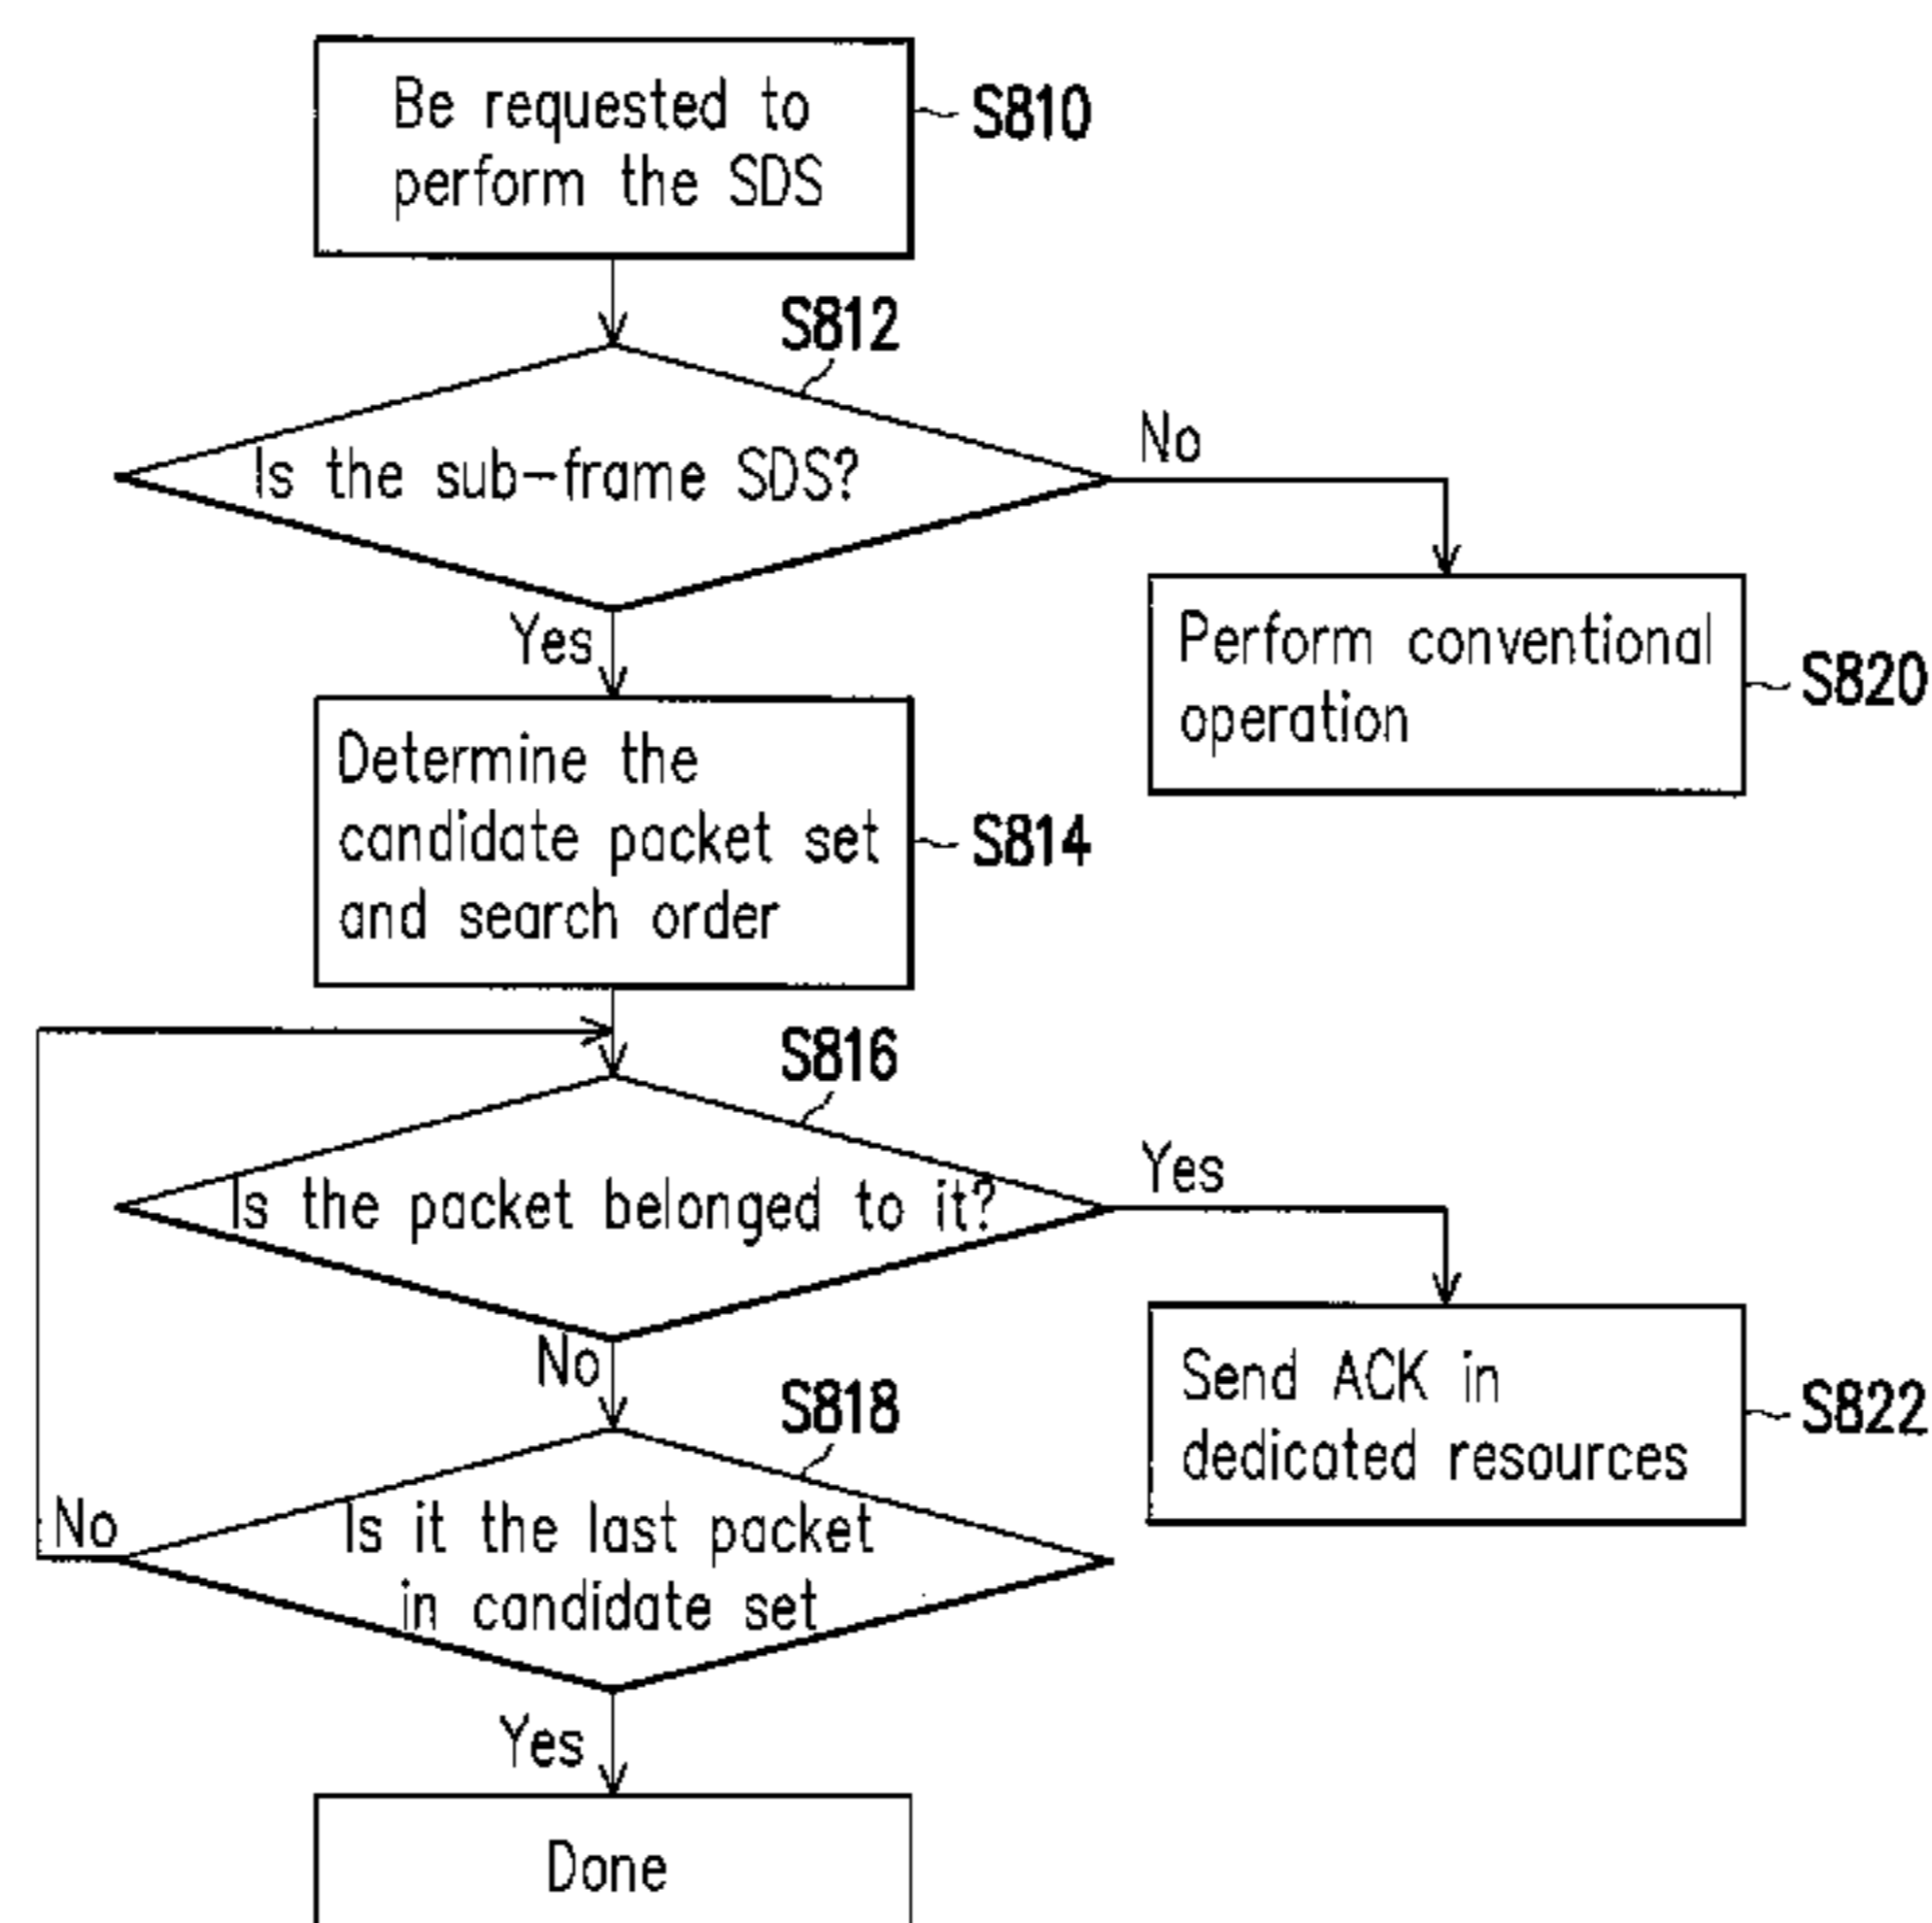 Be requested to
perform the SDS
S810
S812
Is the sub-frame SDS?
No
Yes
Perform conventional
operation
S820
Determine the
candidate packet set
and search order
S814
S816
Is the packet belonged to it?
Yes
No
Send ACK in
dedicated resources
S822
S818
Is it the last packet
in candidate set
No
Yes
Done